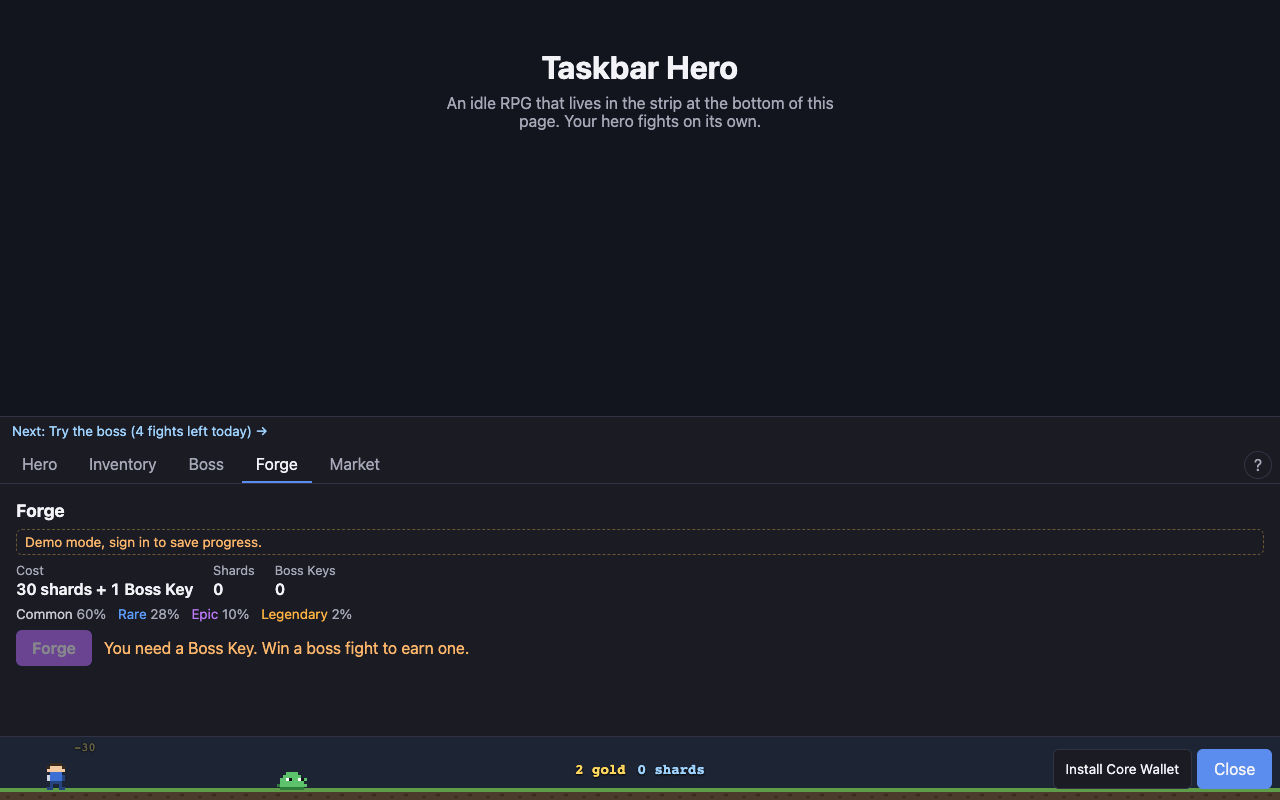 Taskbar Hero
An idle RPG that lives in the strip at the bottom of this
page. Your hero fights on its own.
Next: Try the boss (4 fights left today) →
Hero Inventory Boss Forge Market ?
Forge
Demo mode, sign in to save progress.
Cost Shards Boss Keys
30 shards + 1 Boss Key 0 0
Common 60% Rare 28% Epic 10% Legendary 2%
Forge You need a Boss Key. Win a boss fight to earn one.
-30
2 gold 0 shards Install Core Wallet Close